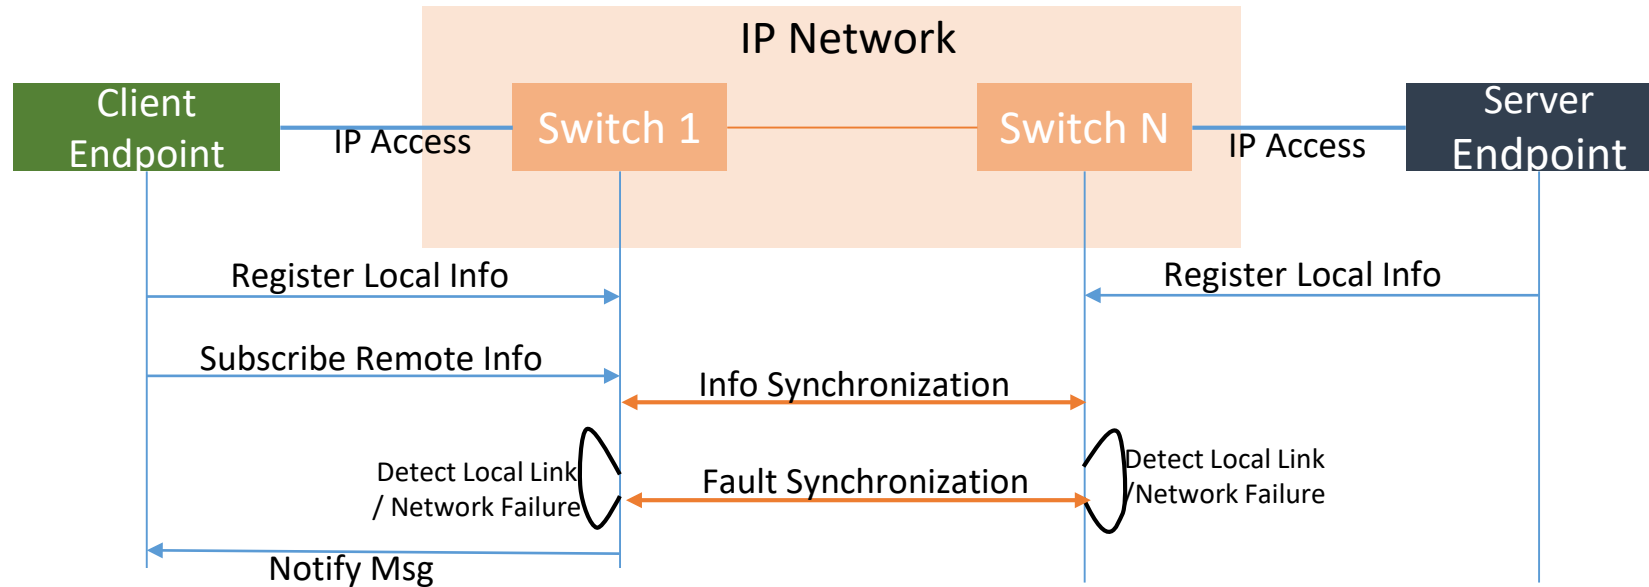 IP Network
Client
Endpoint
IP Access
Switch 1
Switch N
IP Access
Server
Endpoint
Register Local Info
Register Local Info
Subscribe Remote Info
Info Synchronization
Detect Local Link
/ Network Failure
Fault Synchronization
Detect Local Link
/Network Failure
Notify Msg